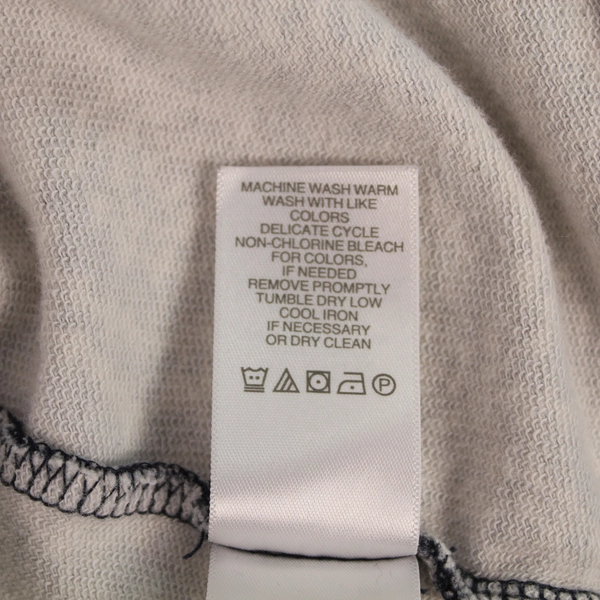 MACHINE WASH WARM
WASH WITH LIKE
COLORS
DELICATE CYCLE
NON-CHLORINE BLEACH
FOR COLORS,
IF NEEDED
REMOVE PROMPTLY
TUMBLE DRY LOW
COOL IRON
IF NECESSARY
OR DRY CLEAN
P